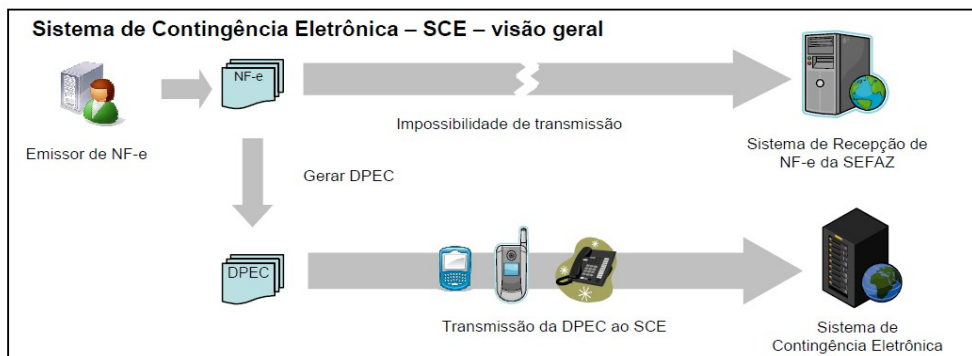 Sistema de Contingência Eletrônica – SCE – visão geral
NF-e
Impossibilidade de transmissão
Emissor de NF-e
Sistema de Recepção de
NF-e da SEFAZ
Gerar DPEC
DPEC
Transmissão da DPEC ao SCE
Sistema de
Contingência Eletrônica